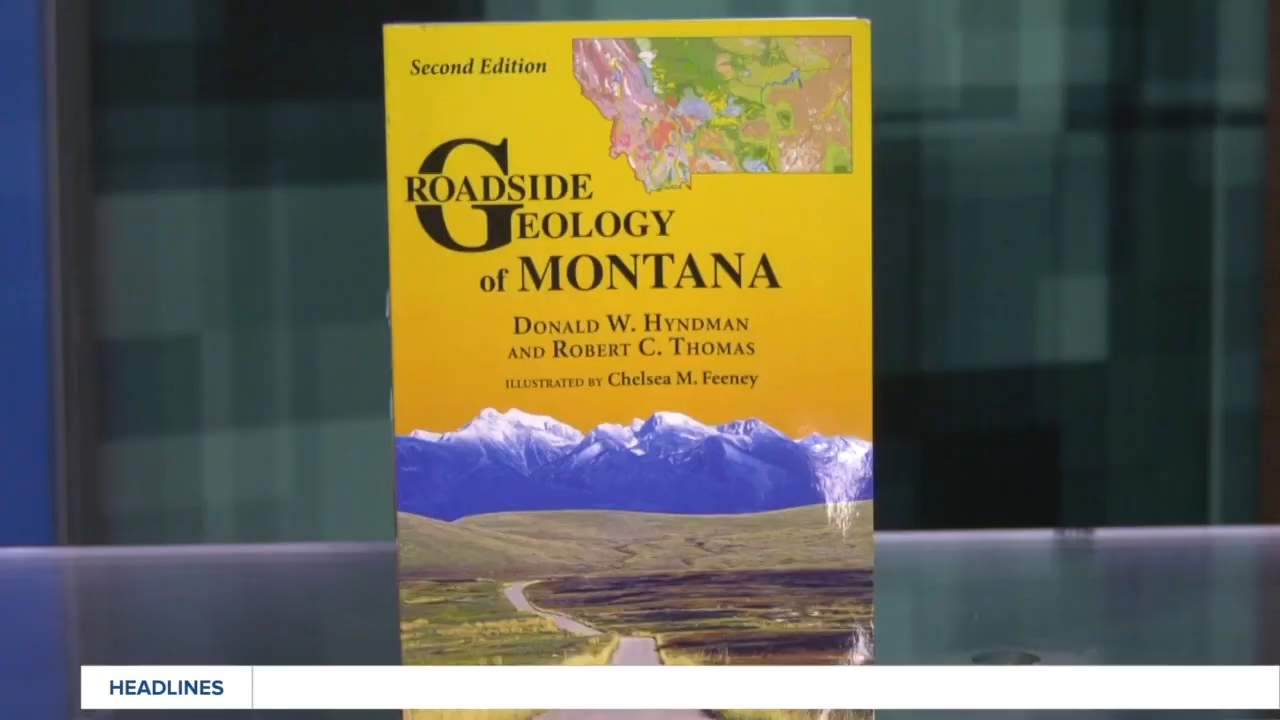 Second Edition
ROADSIDE
GEOLOGY
of MONTANA
DONALD W. HYNDMAN
AND ROBERT C. THOMAS
ILLUSTRATED BY Chelsea M. Feeney
HEADLINES